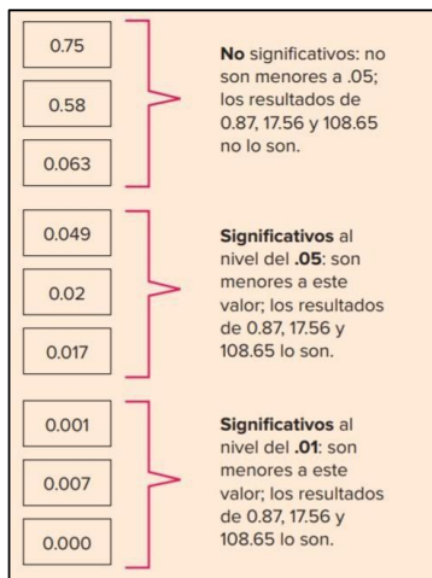 0.75
0.58
0.063
No significativos: no
son menores a .05;
los resultados de
0.87, 17.56 y 108.65
no lo son.
0.049
0.02
0.017
Significativos al
nivel del .05: son
menores a este
valor; los resultados
de 0.87, 17.56 y
108.65 lo son.
0.001
0.007
0.000
Significativos al
nivel del .01: son
menores a este
valor; los resultados
de 0.87, 17.56 y
108.65 lo son.